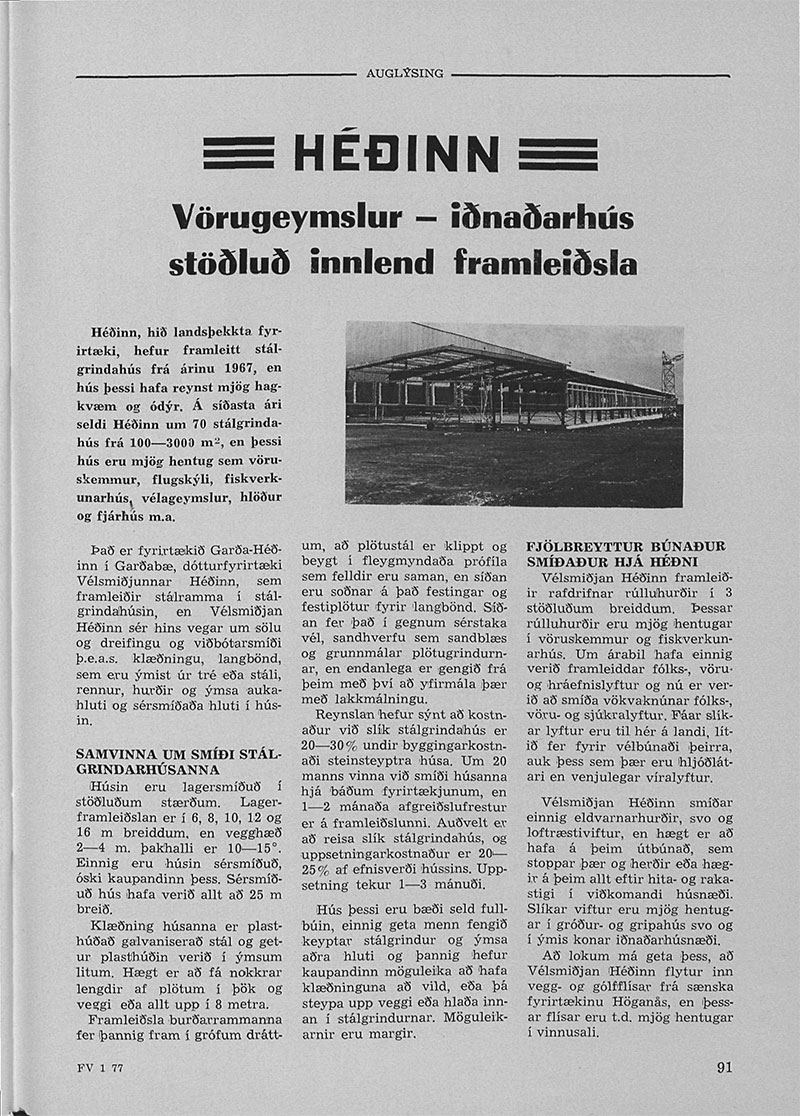 AUGLÝSING
HÉÐINN
Vörugeymslur — iðnaðarhús
stöðluð innlend framleiðsla
Héðinn, hið landsþekkta fyr-
irtæki, hefur framleitt stál-
grindahús frá árinu 1967, en
hús þessi hafa reynst mjög hag-
kvæm og ódýr. Á síðasta ári
seldi Héðinn um 70 stálgrinda-
hús frá 100—3000 m², en þessi
hús eru mjög hentug sem vöru-
skemmur, flugskýli, fiskverk-
unarhús, vélageymslur, hlöður
og fjárhús m.a.
Það er fyrirtækið Garða-Héð-
inn í Garðabæ, dótturfyrirtæki
Vélsmiðjunnar Héðinn, sem
framleiðir stálramma í stál-
grindahúsin, en Vélsmiðjan
Héðinn sér hins vegar um sölu
og dreifingu og viðbótarsmíði
þ.e.a.s. klæðningu, langbönd,
sem eru ýmist úr tré eða stáli,
rennur, hurðir og ýmsa auka-
hluti og sérsmíðaða hluti í hús-
in.
SAMVINNA UM SMÍÐI STÁL-
GRINDARHÚSANNA
Húsin eru lagersmíðuð í
stöðluðum stærðum. Lager-
framleiðslan er í 6, 8, 10, 12 og
16 m breiddum, en vegghæð
2—4 m. þakhalli er 10—15°.
Einnig eru húsin sérsmíðuð,
óski kaupandinn þess. Sérsmíð-
uð hús hafa verið allt að 25 m
breið.
Klæðning húsanna er plast-
húðað galvaniserað stál og get-
ur plasthúðin verið í ýmsum
litum. Hægt er að fá nokkrar
lengdir af plötum í þök og
veggi eða allt upp í 8 metra.
Framleiðsla burðarrammanna
fer þannig fram í grófum drátt-
um, að plötustál er klippt og
beygt í fleygmyndaða prófíla
sem felldir eru saman, en síðan
eru soðnar á það festingar og
festiplötur fyrir langbönd. Síð-
an fer það í gegnum sérstaka
vél, sandhverfu sem sandblæs
og grunnmálar plötugrindurn-
ar, en endanlega er gengið frá
þeim með því að yfirmála þær
með lakkmálningu.
Reynslan hefur sýnt að kostn-
aður við slík stálgrindahús er
20—30% undir byggingarkostn-
aði steinsteyptra húsa. Um 20
manns vinna við smíði húsanna
hjá báðum fyrirtækjunum, en
1—2 mánaða afgreiðslufrestur
er á framleiðslunni. Auðvelt er
að reisa slík stálgrindahús, og
uppsetningarkostnaður er 20—
25% af efnisverði hússins. Upp-
setning tekur 1—3 mánuði.
Hús þessi eru bæði seld full-
búin, einnig geta menn fengið
keyptar stálgrindur og ýmsa
aðra hluti og þannig hefur
kaupandinn möguleika að hafa
klæðninguna að vild, eða þá
steypa upp veggi eða hlaða inn-
an í stálgrindurnar. Möguleik-
arnir eru margir.
FJÖLBREYTTUR BÚNAÐUR
SMÍÐAÐUR HJÁ HÉÐNI
Vélsmiðjan Héðinn framleið-
ir rafdrifnar rúlluhurðir í 3
stöðluðum breiddum. Þessar
rúlluhurðir eru mjög hentugar
í vöruskemmur og fiskverkun-
arhús. Um árabil hafa einnig
verið framleiddar fólks-, vöru-
og hráefnislyftur og nú er ver-
ið að smíða vökvaknúnar fólks-,
vöru- og sjúkralyftur. Fáar slík-
ar lyftur eru til hér á landi, lít-
ið fer fyrir vélbúnaði þeirra,
auk þess sem þær eru hljóðlát-
ari en venjulegar víralyftur.
Vélsmiðjan Héðinn smíðar
einnig eldvarnarhurðir, svo og
loftræstiviftur, en hægt er að
hafa á þeim útbúnað, sem
stoppar þær og herðir eða hæg-
ir á þeim allt eftir hita- og raka-
stigi í viðkomandi húsnæði.
Slíkar viftur eru mjög hentug-
ar í gróður- og gripahús svo og
í ýmis konar iðnaðarhúsnæði.
Að lokum má geta þess, að
Vélsmiðjan Héðinn flytur inn
vegg- og gólfflísar frá sænska
fyrirtækinu Höganäs, en þess-
ar flísar eru t.d. mjög hentugar
í vinnusali.
FV 1 77
91